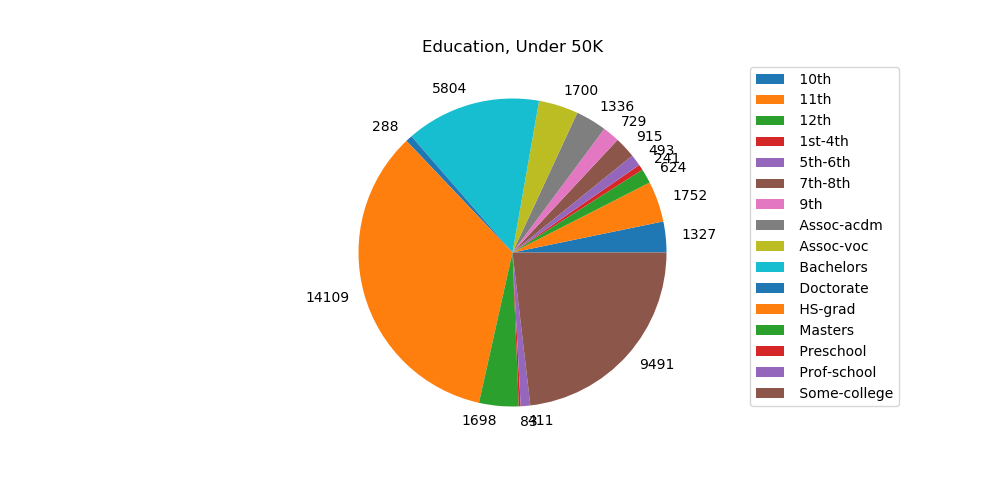 Education, Under 50K
5804
1700
1336
729
915
493
241
624
1752
288
1327
14109
9491
1698
83
411
10th
11th
12th
1st-4th
5th-6th
7th-8th
9th
Assoc-acdm
Assoc-voc
Bachelors
Doctorate
HS-grad
Masters
Preschool
Prof-school
Some-college